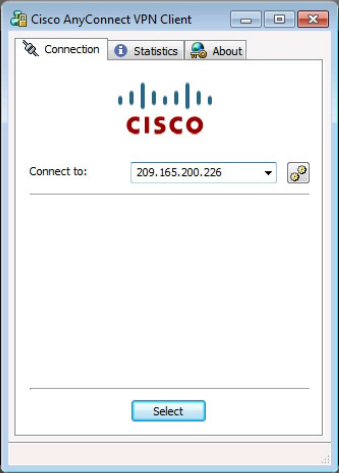 Cisco AnyConnect VPN Client
Connection Statistics About
CISCO
Connect to: 209.165.200.226
Select